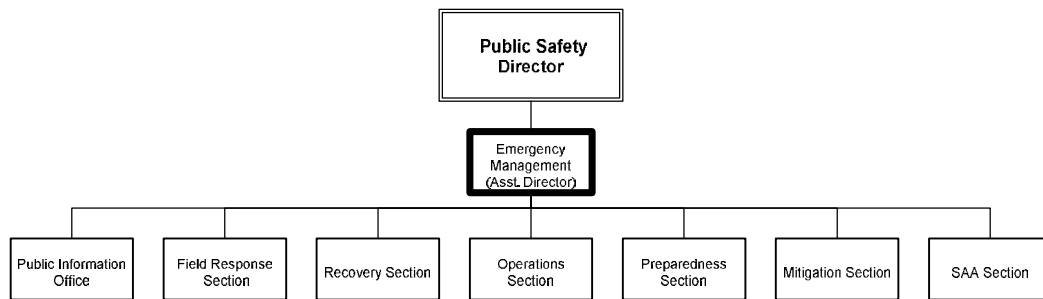 Public Safety
Director
Emergency
Management
(Asst. Director)
Public Information
Office
Field Response
Section
Recovery Section
Operations
Section
Preparedness
Section
Mitigation Section
SAA Section